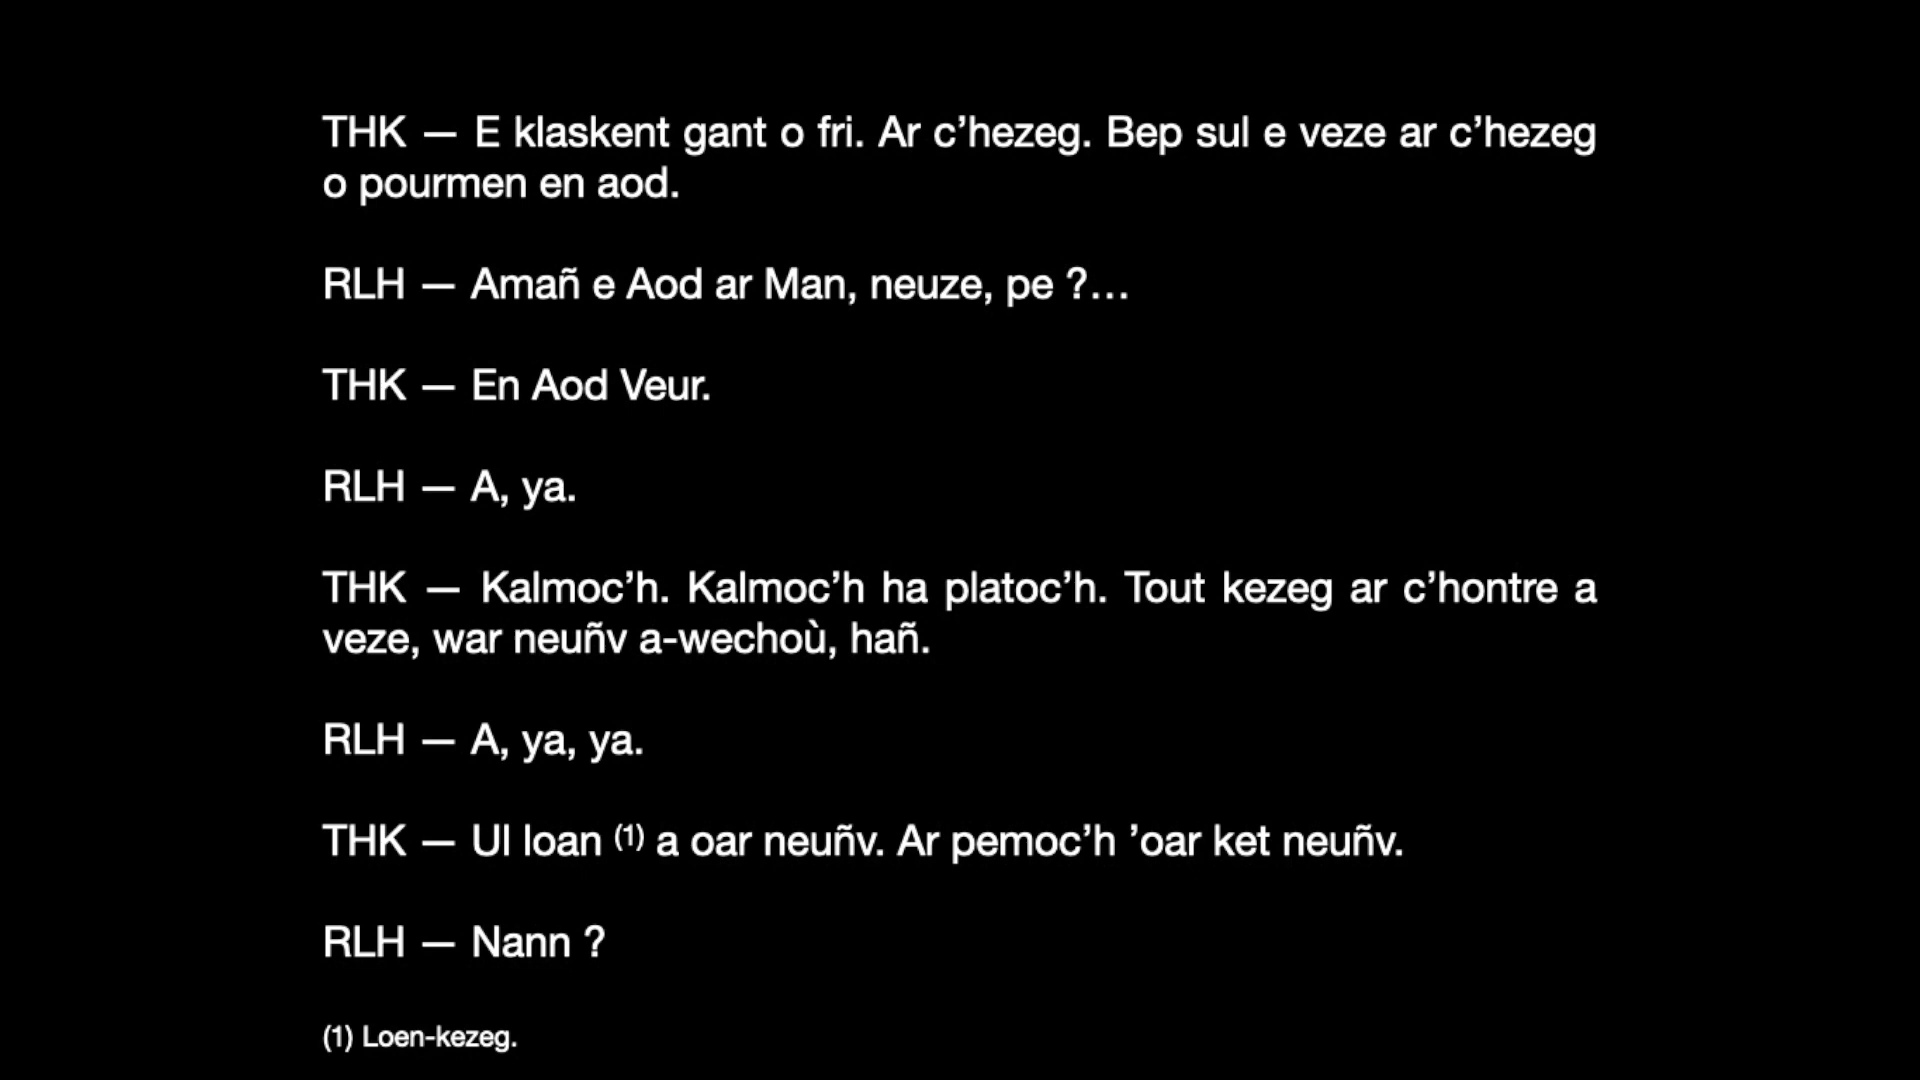 THK — E klaskent gant o fri. Ar c’hezeg. Bep sul e veze ar c’hezeg
o pourmen en aod.
RLH — Amañ e Aod ar Man, neuze, pe ?…
THK — En Aod Veur.
RLH — A, ya.
THK — Kalmoc’h. Kalmoc’h ha platoc’h. Tout kezeg ar c’hontre a
veze, war neuñv a-wechoù, hañ.
RLH — A, ya, ya.
THK — Ul loan (1) a oar neuñv. Ar pemoc’h ’oar ket neuñv.
RLH — Nann ?
(1) Loen-kezeg.